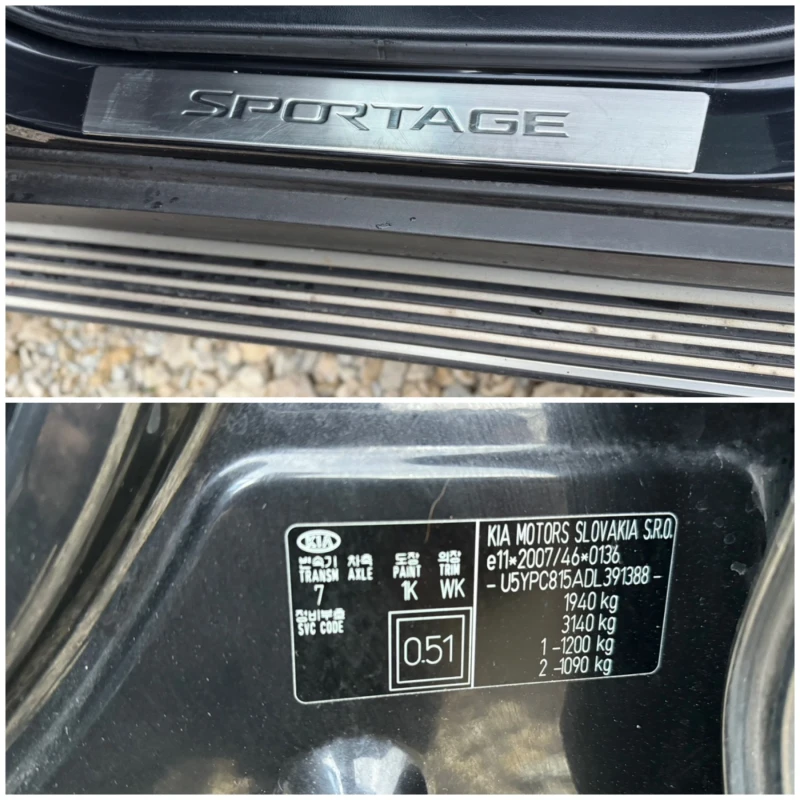 SPORTAGE
KIA
변속기 차축 도장 외장
TRANSM AXLE PAINT TRIM
7 1K WK
정비부호
SVC CODE
0.51
KIA MOTORS SLOVAKIA S.R.O.
e11*2007/46*0136
- U5YPC815ADL391388 -
1940 kg
3140 kg
1 -1200 kg
2 -1090 kg